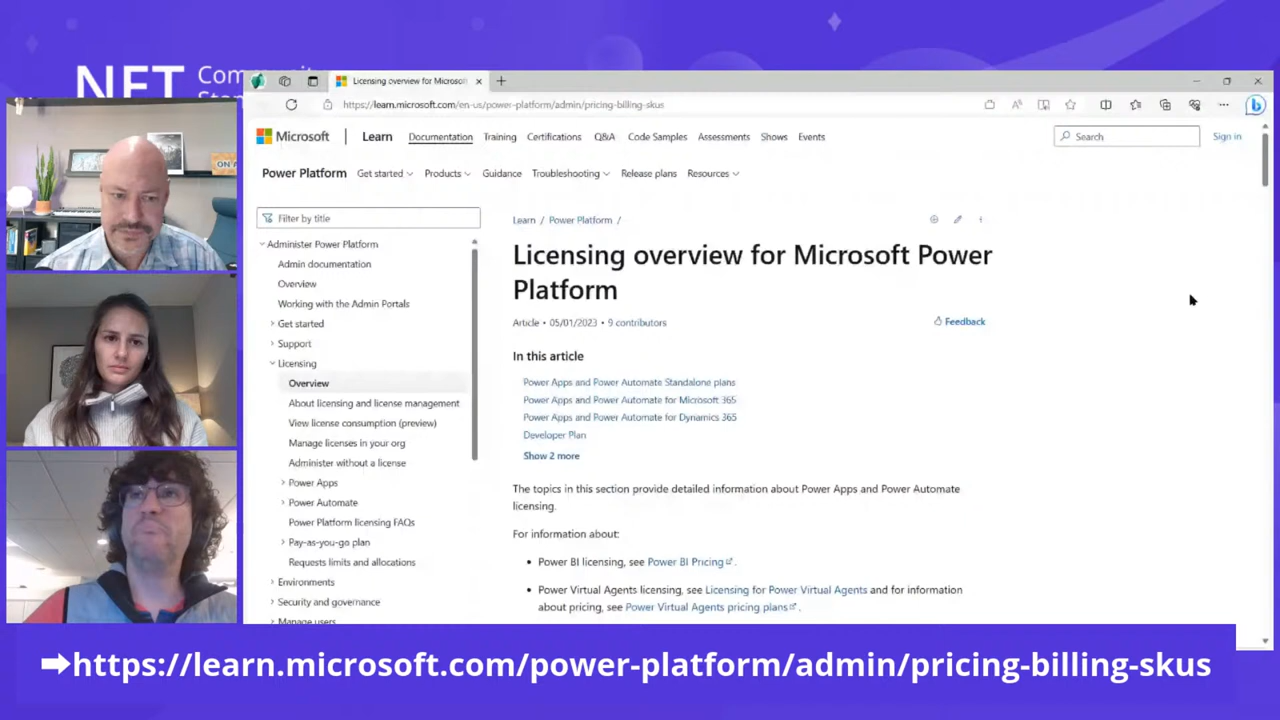 .NET Community
Standup
Licensing overview for Microsoft
https://learn.microsoft.com/en-us/power-platform/admin/pricing-billing-skus
Microsoft
Learn
Documentation
Training
Certifications
Q&A
Code Samples
Assessments
Shows
Events
Search
Sign in
Power Platform
Get started
Products
Guidance
Troubleshooting
Release plans
Resources
Filter by title
Administer Power Platform
Admin documentation
Overview
Working with the Admin Portals
Get started
Support
Licensing
Overview
About licensing and license management
View license consumption (preview)
Manage licenses in your org
Administer without a license
Power Apps
Power Automate
Power Platform licensing FAQs
Pay-as-you-go plan
Requests limits and allocations
Environments
Security and governance
Manage users
Learn / Power Platform /
Licensing overview for Microsoft Power
Platform
Article • 05/01/2023 • 9 contributors
Feedback
In this article
Power Apps and Power Automate Standalone plans
Power Apps and Power Automate for Microsoft 365
Power Apps and Power Automate for Dynamics 365
Developer Plan
Show 2 more
The topics in this section provide detailed information about Power Apps and Power Automate
licensing.
For information about:
• Power BI licensing, see Power BI Pricing .
• Power Virtual Agents licensing, see Licensing for Power Virtual Agents and for information
about pricing, see Power Virtual Agents pricing plans .
➡https://learn.microsoft.com/power-platform/admin/pricing-billing-skus